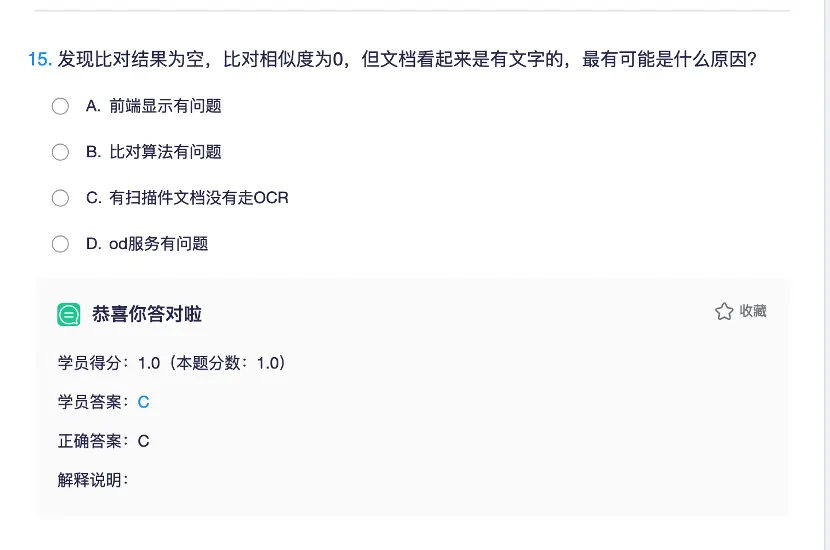 15. 发现比对结果为空，比对相似度为0，但文档看起来是有文字的，最有可能是什么原因?
A. 前端显示有问题
B. 比对算法有问题
C. 有扫描件文档没有走OCR
D. od服务有问题
恭喜你答对啦
收藏
学员得分：1.0（本题分数：1.0）
学员答案：C
正确答案：C
解释说明：